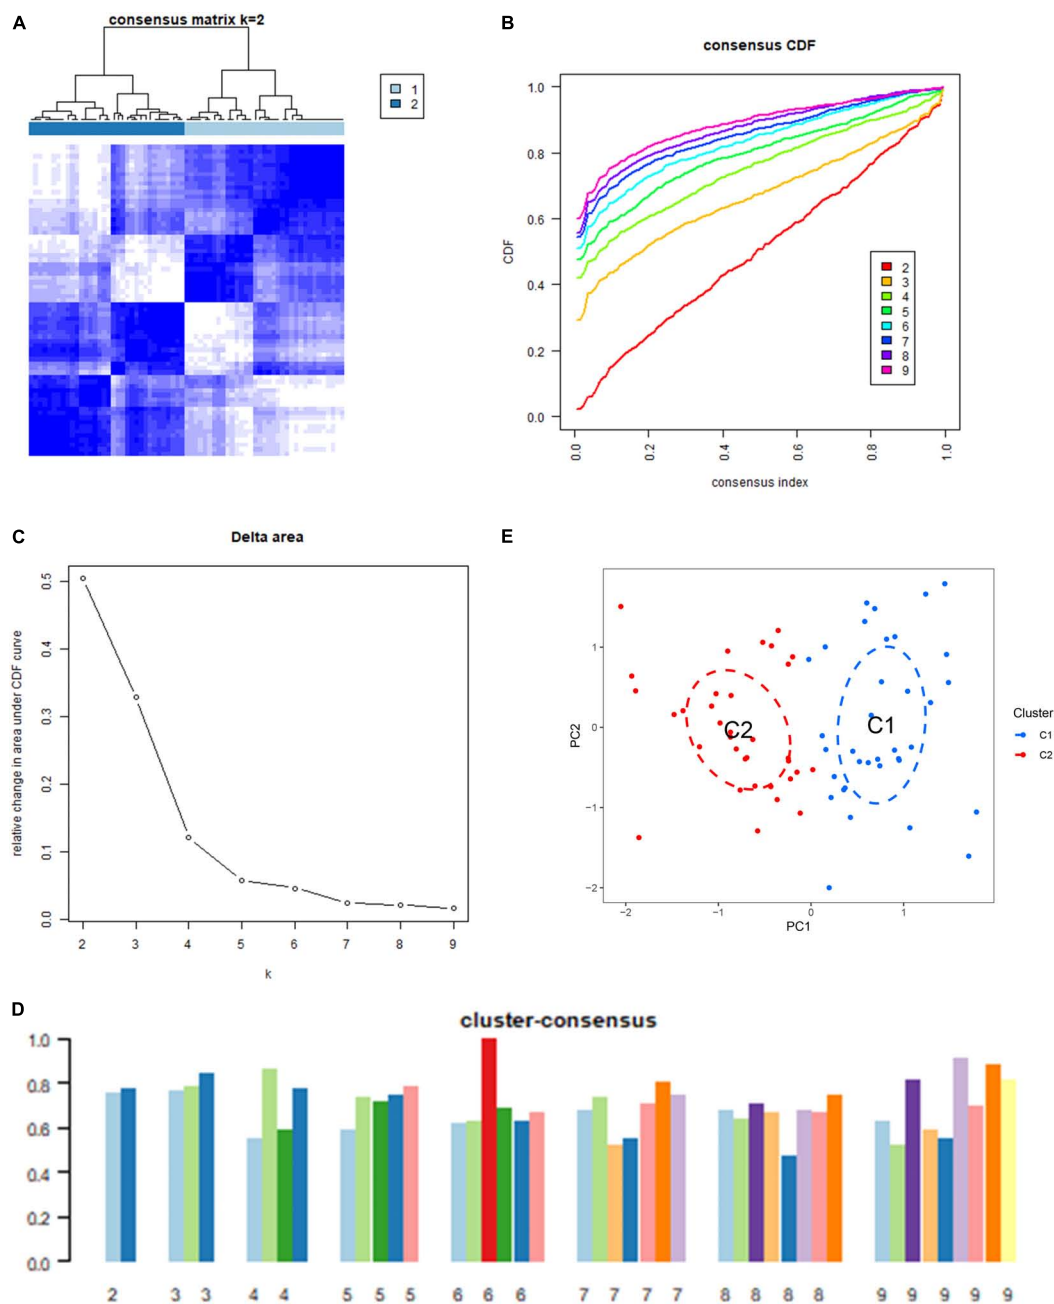 A
consensus matrix k=2
1
2
B
consensus CDF
CDF
1.0
0.8
0.6
0.4
0.2
0.0
0.0
0.2
0.4
0.6
0.8
1.0
consensus index
2
3
4
5
6
7
8
9
C
Delta area
relative change in area under CDF curve
0.5
0.4
0.3
0.2
0.1
0.0
2 3 4 5 6 7 8 9
k
E
PC2
1
0
−1
−2
C2
C1
−2 −1 0 1
PC1
Cluster
C1
C2
D
cluster-consensus
1.0
0.8
0.6
0.4
0.2
0.0
2 3 3 4 4 5 5 5 6 6 6 7 7 7 7 8 8 8 8 9 9 9 9 9